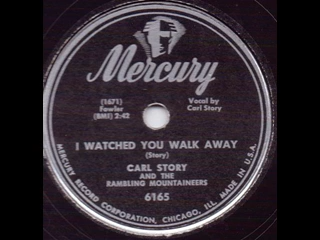 Mercury
(1671)
Fowler
(BMI) 2:42
Vocal by
Carl Story
I WATCHED YOU WALK AWAY
(Story)
CARL STORY
AND THE
RAMBLING MOUNTAINEERS
6165
MERCURY RECORD CORPORATION, CHICAGO, ILL. MADE IN U.S.A.